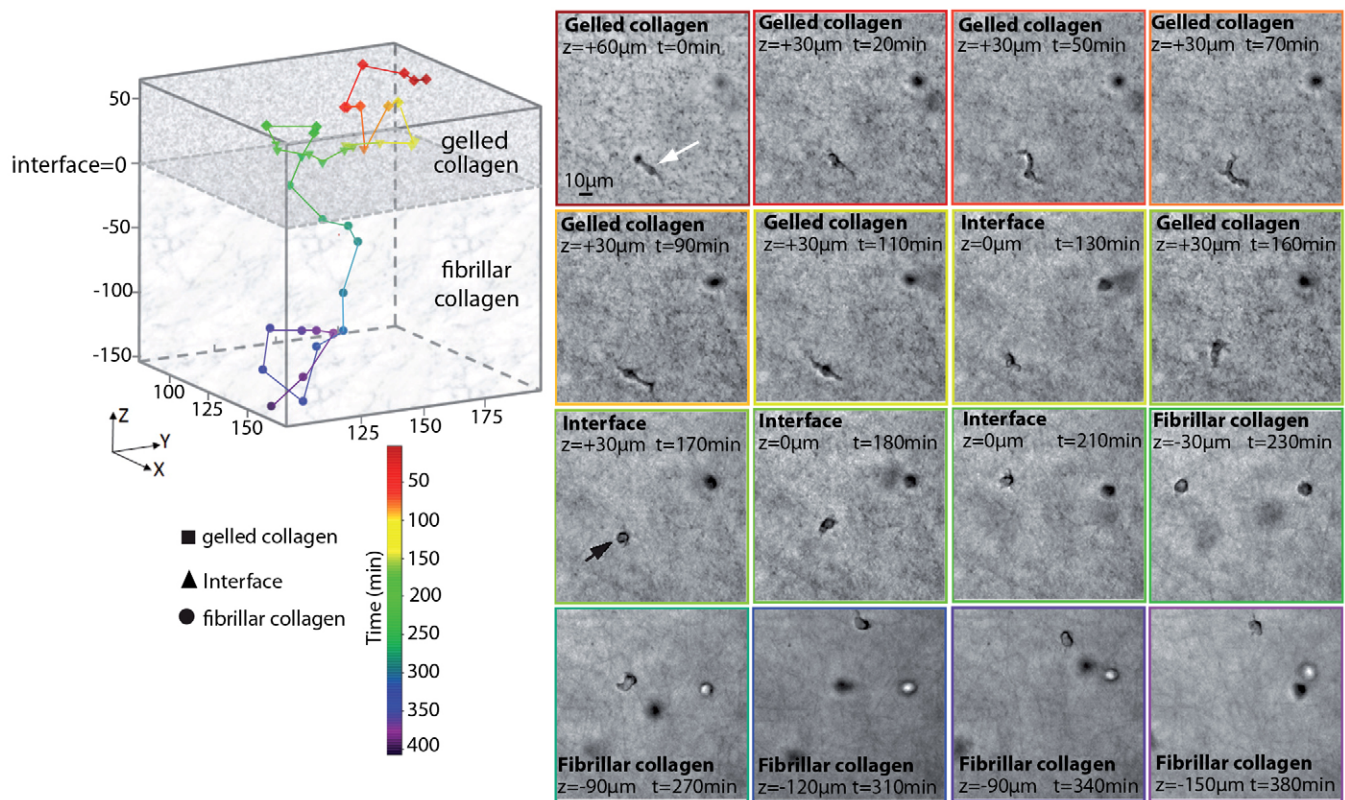 50
interface=0
-50
-100
-150
gelled
collagen
fibrillar
collagen
100
125
150
125
150
175
Z
Y
X
gelled collagen
Interface
fibrillar collagen
Time (min)
50
100
150
200
250
300
350
400
Gelled collagen
z=+60µm t=0min
10µm
Gelled collagen
z=+30µm t=20min
Gelled collagen
z=+30µm t=50min
Gelled collagen
z=+30µm t=70min
Gelled collagen
z=+30µm t=90min
Gelled collagen
z=+30µm t=110min
Interface
z=0µm t=130min
Gelled collagen
z=+30µm t=160min
Interface
z=+30µm t=170min
Interface
z=0µm t=180min
Interface
z=0µm t=210min
Fibrillar collagen
z=-30µm t=230min
Fibrillar collagen
z=-90µm t=270min
Fibrillar collagen
z=-120µm t=310min
Fibrillar collagen
z=-90µm t=340min
Fibrillar collagen
z=-150µm t=380min